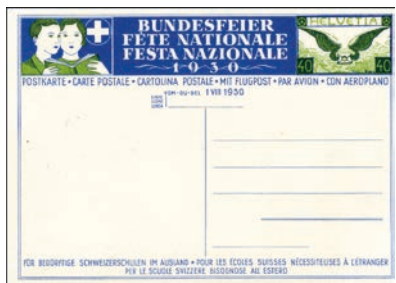 BUNDESFEIER
FÊTE NATIONALE
FESTA NAZIONALE
1930
HELVETIA
40 40
POSTKARTE • CARTE POSTALE • CARTOLINA POSTALE • MIT FLUGPOST • PAR AVION • CON AEROPLANO
VOM-DU-DEL 1 VIII 1930
FÜR BEDÜRFTIGE SCHWEIZERSCHULEN IM AUSLAND • POUR LES ÉCOLES SUISSES NÉCESSITEUSES À L'ÉTRANGER
PER LE SCUOLE SVIZZERE BISOGNOSE ALL ESTERO